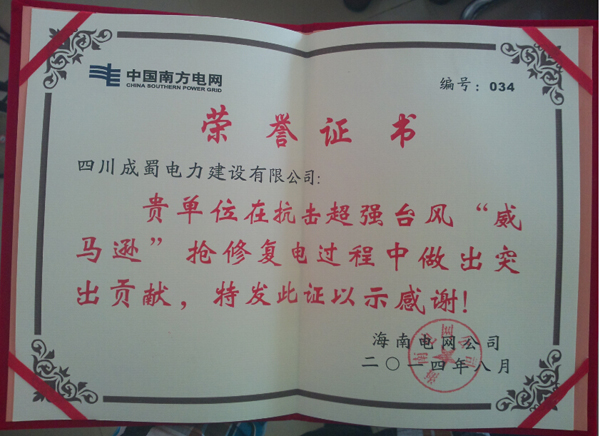 中国南方电网
CHINA SOUTHERN POWER GRID
编号：034
荣誉证书
四川成蜀电力建设有限公司：
贵单位在抗击超强台风“威
马逊”抢修复电过程中做出突
出贡献，特发此证以示感谢！
海南电网公司
二〇一四年八月